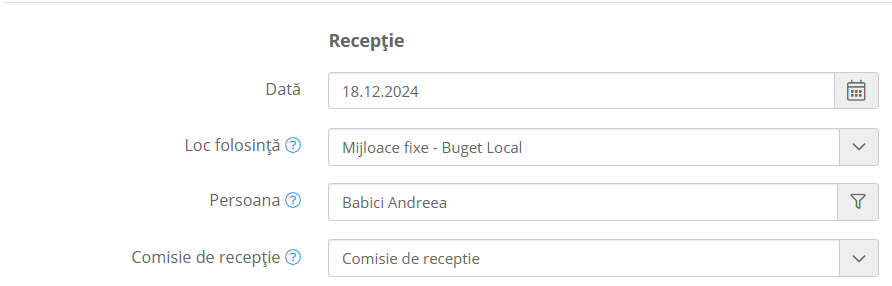 Recepţie
Dată 18.12.2024
Loc folosinţă Mijloace fixe - Buget Local
Persoana Babici Andreea
Comisie de recepţie Comisie de receptie